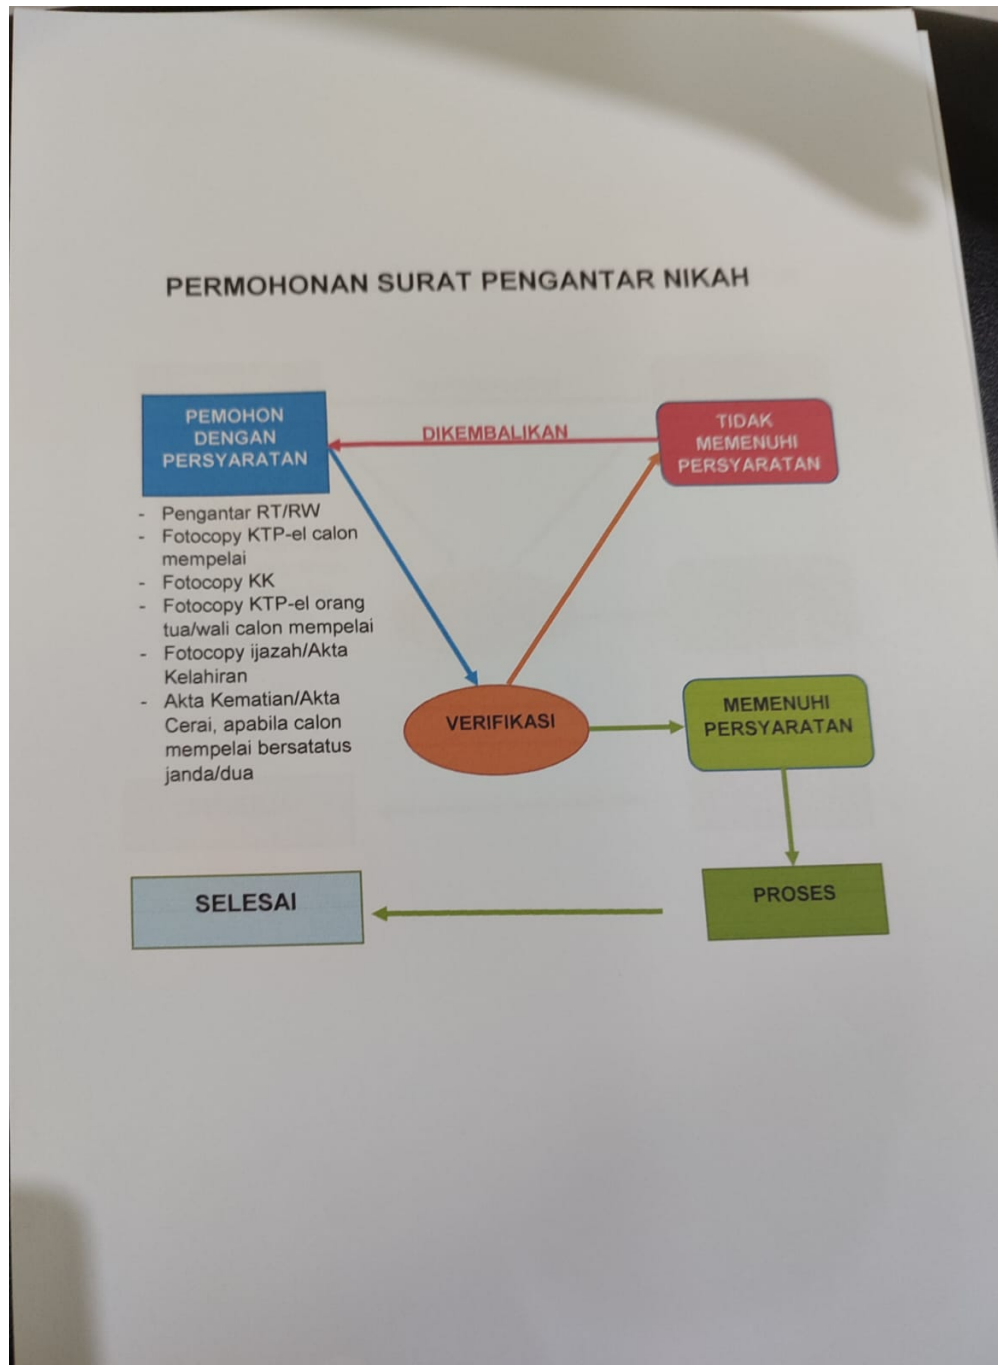 PERMOHONAN SURAT PENGANTAR NIKAH
PEMOHON
DENGAN
PERSYARATAN
DIKEMBALIKAN
TIDAK
MEMENUHI
PERSYARATAN
- Pengantar RT/RW
- Fotocopy KTP-el calon
mempelai
- Fotocopy KK
- Fotocopy KTP-el orang
tua/wali calon mempelai
- Fotocopy ijazah/Akta
Kelahiran
- Akta Kematian/Akta
Cerai, apabila calon
mempelai bersatatus
janda/dua
VERIFIKASI
MEMENUHI
PERSYARATAN
PROSES
SELESAI